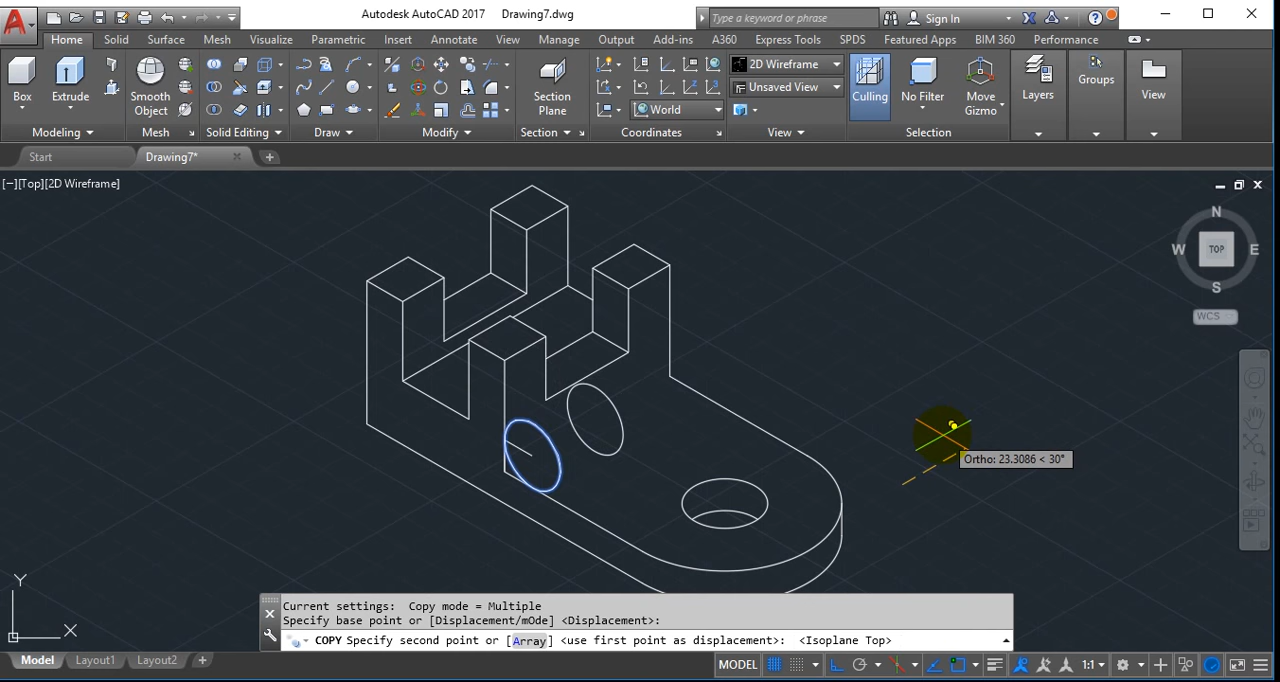 Autodesk AutoCAD 2017 Drawing7.dwg
Type a keyword or phrase
Sign In
Home Solid Surface Mesh Visualize Parametric Insert Annotate View Manage Output Add-ins A360 Express Tools SPDS Featured Apps BIM 360 Performance
2D Wireframe
Unsaved View
World
Box Extrude Smooth Object Section Plane Culling No Filter Move Gizmo Layers Groups View
Modeling Mesh Solid Editing Draw Modify Section Coordinates View Selection
Start Drawing7*
[−][Top][2D Wireframe]
N
W TOP E
S
WCS
Ortho: 23.3086 < 30°
Y
X
Current settings: Copy mode = Multiple
Specify base point or [Displacement/mOde] <Displacement>:
COPY Specify second point or [Array] <use first point as displacement>: <Isoplane Top>
Model Layout1 Layout2
MODEL 1:1